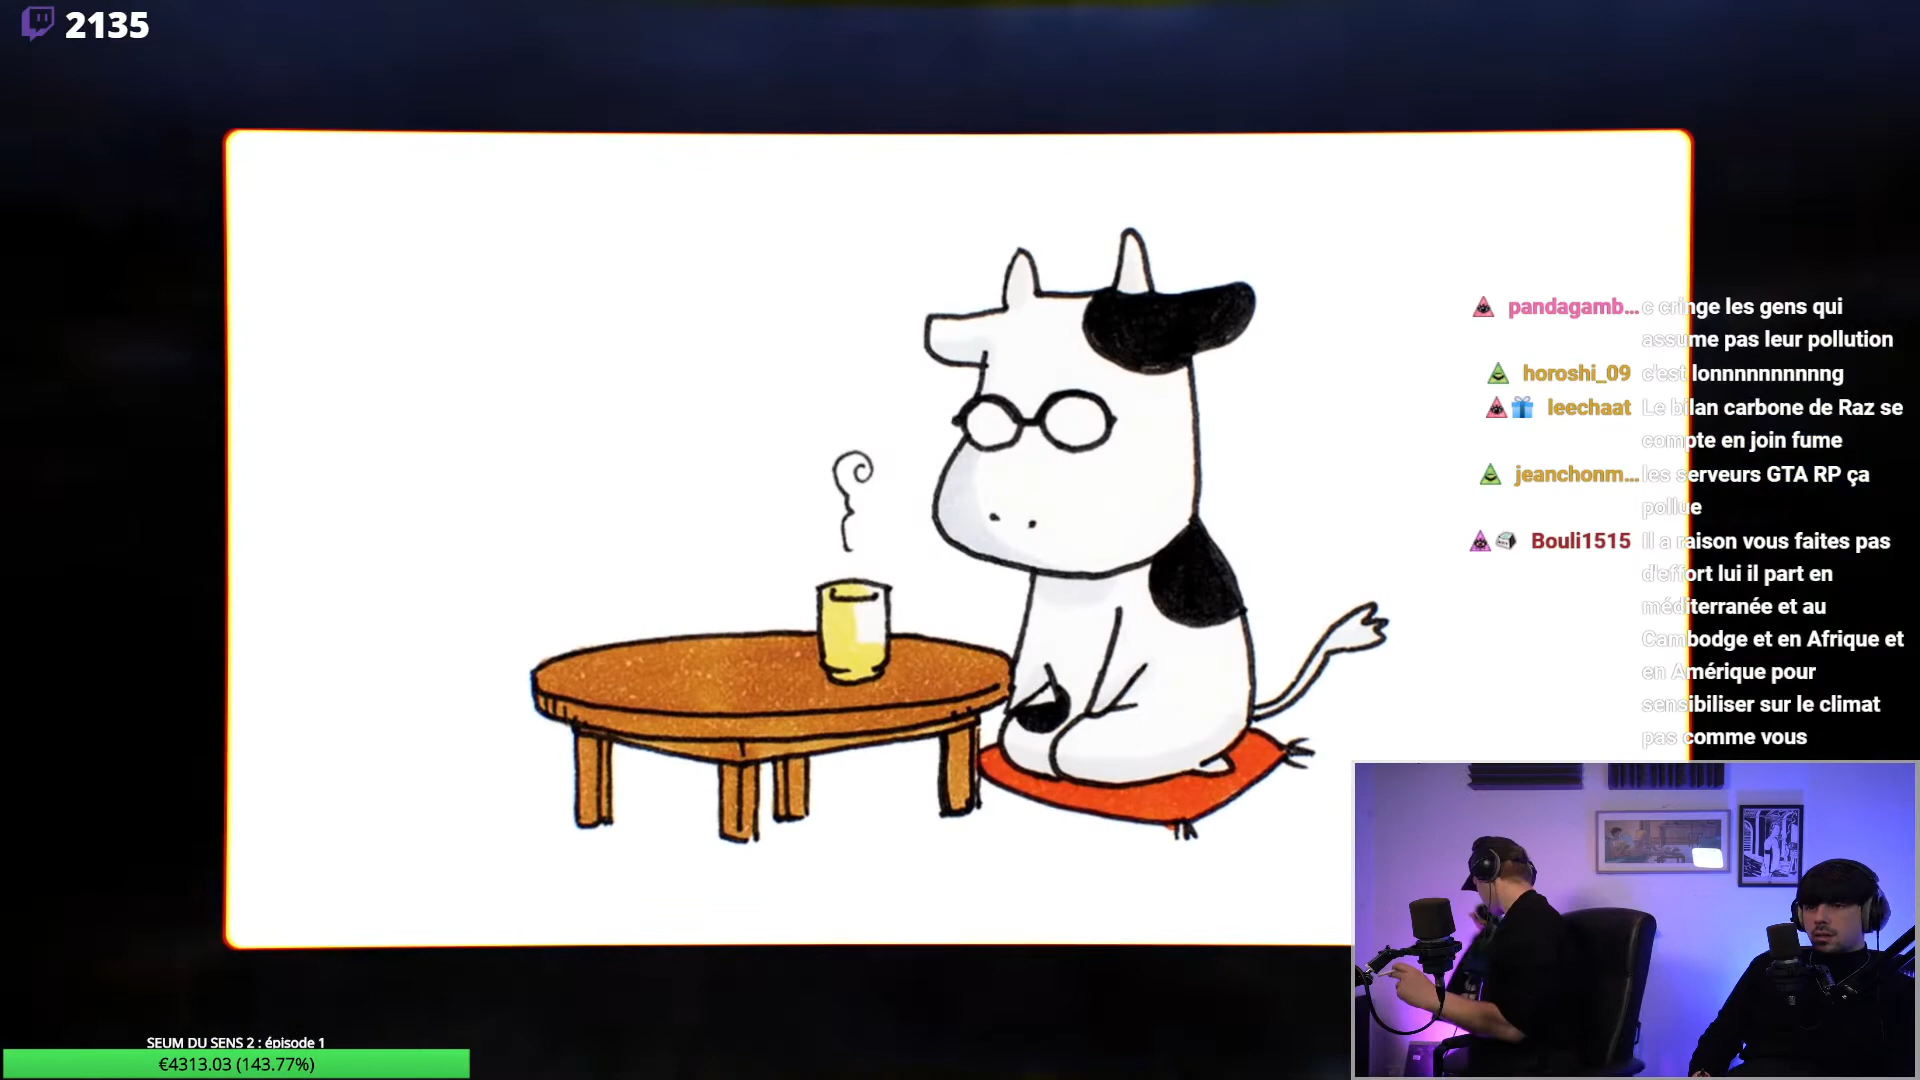 2135
pandagamb... c cringe les gens qui
assume pas leur pollution
horoshi_09 c'est lonnnnnnnnnng
leechaat Le bilan carbone de Raz se
compte en join fume
jeanchonm... les serveurs GTA RP ça
pollue
Bouli1515 Il a raison vous faites pas
d'effort lui il part en
méditerranée et au
Cambodge et en Afrique et
en Amérique pour
sensibiliser sur le climat
pas comme vous
SEUM DU SENS 2 : épisode 1
€4313.03 (143.77%)